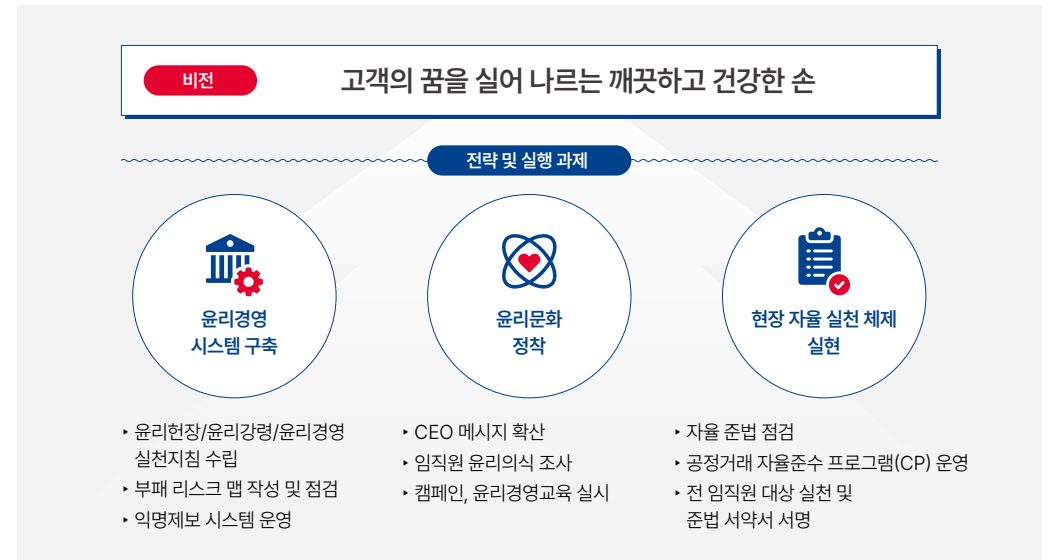 비전
고객의 꿈을 실어 나르는 깨끗하고 건강한 손
전략 및 실행 과제
윤리경영
시스템 구축
윤리문화
정착
현장 자율 실천 체제
실현
‣ 윤리헌장/윤리강령/윤리경영
실천지침 수립
‣ 부패 리스크 맵 작성 및 점검
‣ 익명제보 시스템 운영
‣ CEO 메시지 확산
‣ 임직원 윤리의식 조사
‣ 캠페인, 윤리경영교육 실시
‣ 자율 준법 점검
‣ 공정거래 자율준수 프로그램(CP) 운영
‣ 전 임직원 대상 실천 및
준법 서약서 서명